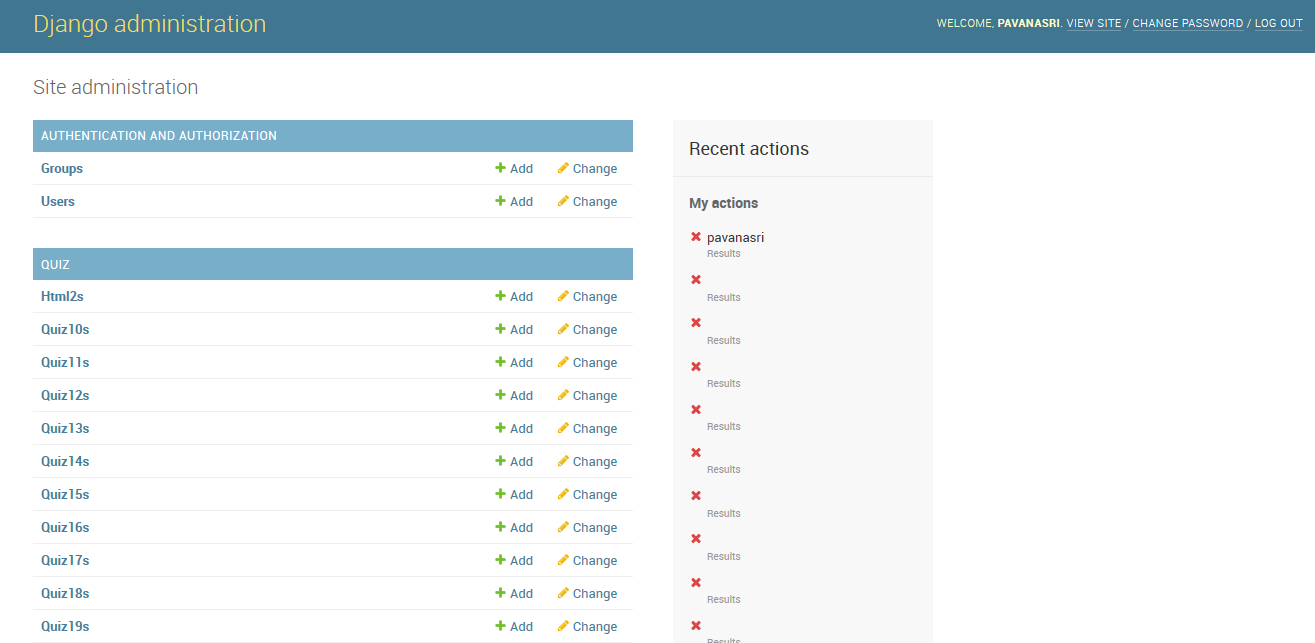 Django administration
WELCOME, PAVANASRI. VIEW SITE / CHANGE PASSWORD / LOG OUT
Site administration
AUTHENTICATION AND AUTHORIZATION
Groups Add Change
Users Add Change
QUIZ
Html2s Add Change
Quiz10s Add Change
Quiz11s Add Change
Quiz12s Add Change
Quiz13s Add Change
Quiz14s Add Change
Quiz15s Add Change
Quiz16s Add Change
Quiz17s Add Change
Quiz18s Add Change
Quiz19s Add Change
Recent actions
My actions
pavanasri
Results
Results
Results
Results
Results
Results
Results
Results
Results
Results